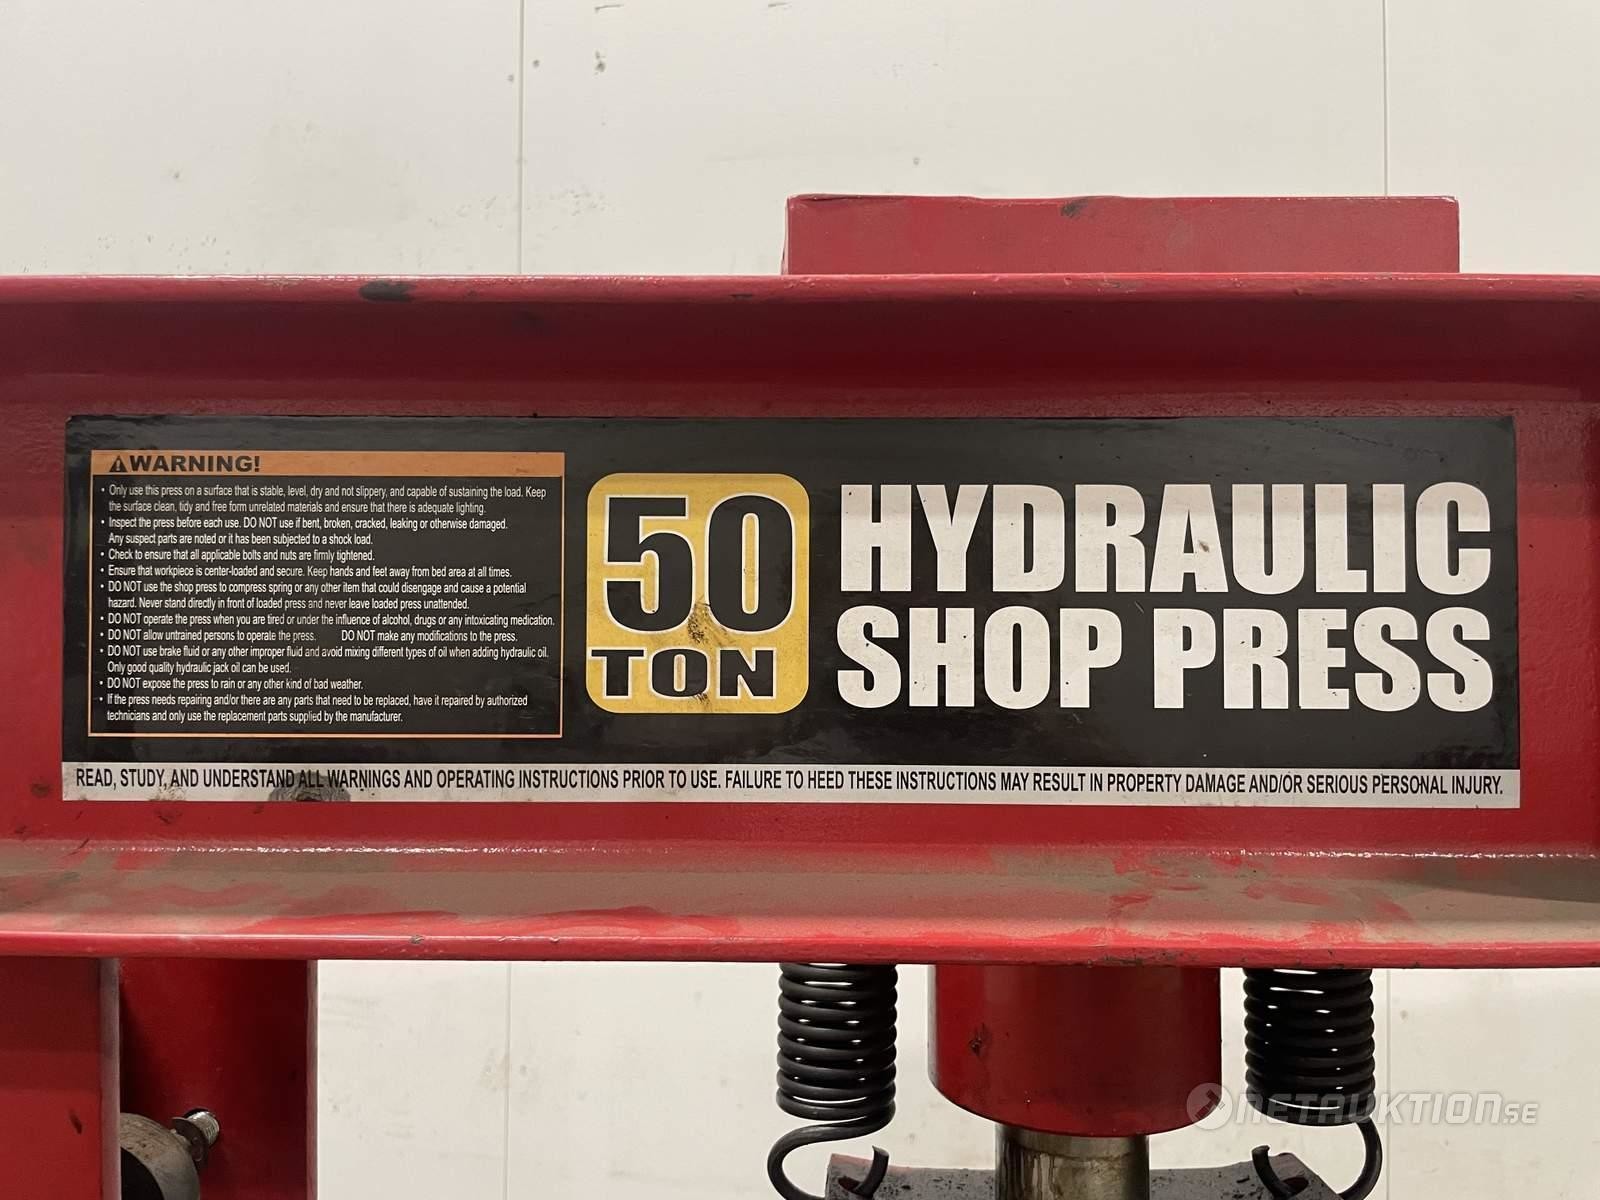 WARNING!
• Only use this press on a surface that is stable, level, dry and not slippery, and capable of sustaining the load. Keep
the surface clean, tidy and free form unrelated materials and ensure that there is adequate lighting.
• Inspect the press before each use. DO NOT use if bent, broken, cracked, leaking or otherwise damaged.
Any suspect parts are noted or it has been subjected to a shock load.
• Check to ensure that all applicable bolts and nuts are firmly tightened.
• Ensure that workpiece is center-loaded and secure. Keep hands and feet away from bed area at all times.
• DO NOT use the shop press to compress spring or any other item that could disengage and cause a potential
hazard. Never stand directly in front of loaded press and never leave loaded press unattended.
• DO NOT operate the press when you are tired or under the influence of alcohol, drugs or any intoxicating medication.
• DO NOT allow untrained persons to operate the press. DO NOT make any modifications to the press.
• DO NOT use brake fluid or any other improper fluid and avoid mixing different types of oil when adding hydraulic oil.
Only good quality hydraulic jack oil can be used.
• DO NOT expose the press to rain or any other kind of bad weather.
• If the press needs repairing and/or there are any parts that need to be replaced, have it repaired by authorized
technicians and only use the replacement parts supplied by the manufacturer.
50
TON
HYDRAULIC
SHOP PRESS
READ, STUDY, AND UNDERSTAND ALL WARNINGS AND OPERATING INSTRUCTIONS PRIOR TO USE. FAILURE TO HEED THESE INSTRUCTIONS MAY RESULT IN PROPERTY DAMAGE AND/OR SERIOUS PERSONAL INJURY.
NETAUKTION.SE